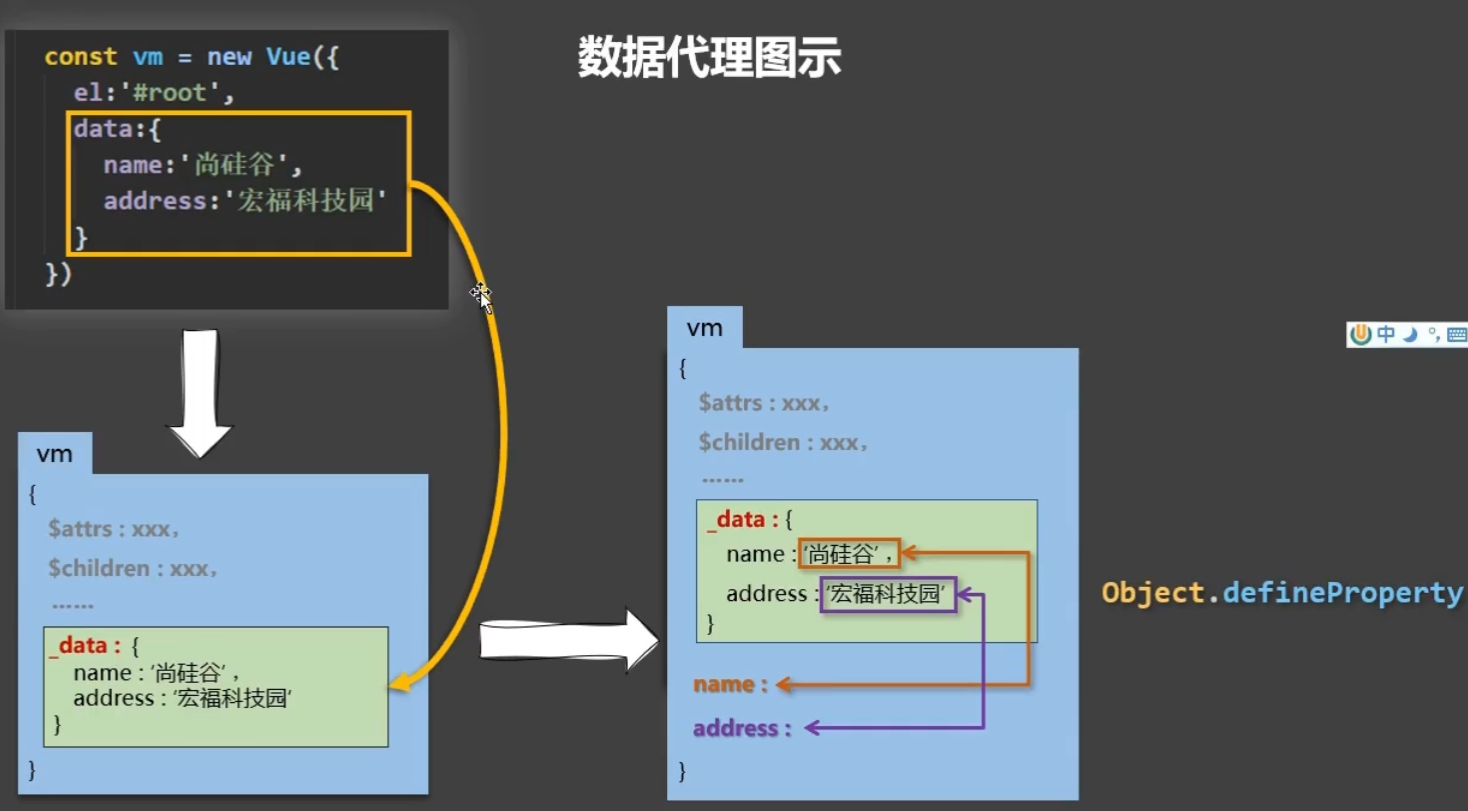 数据代理图示
const vm = new Vue({
el:'#root',
data:{
name:'尚硅谷',
address:'宏福科技园'
}
})
vm
{
$attrs : xxx，
$children : xxx，
……
_data : {
name : '尚硅谷' ，
address : '宏福科技园'
}
}
vm
{
$attrs : xxx，
$children : xxx，
……
_data : {
name : '尚硅谷' ，
address : '宏福科技园'
}
name :
address :
}
Object.defineProperty
中